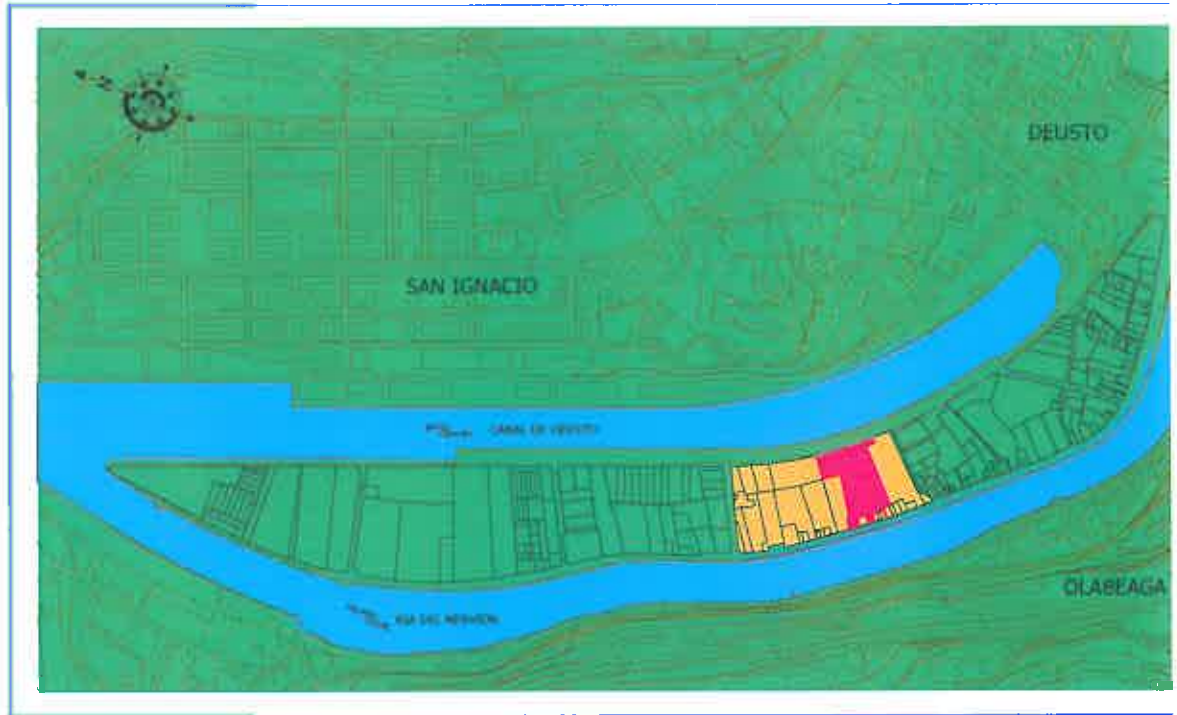 N
DEUSTO
SAN IGNACIO
CANAL DE DEUSTO
OLABEAGA
RIA DEL NERVION